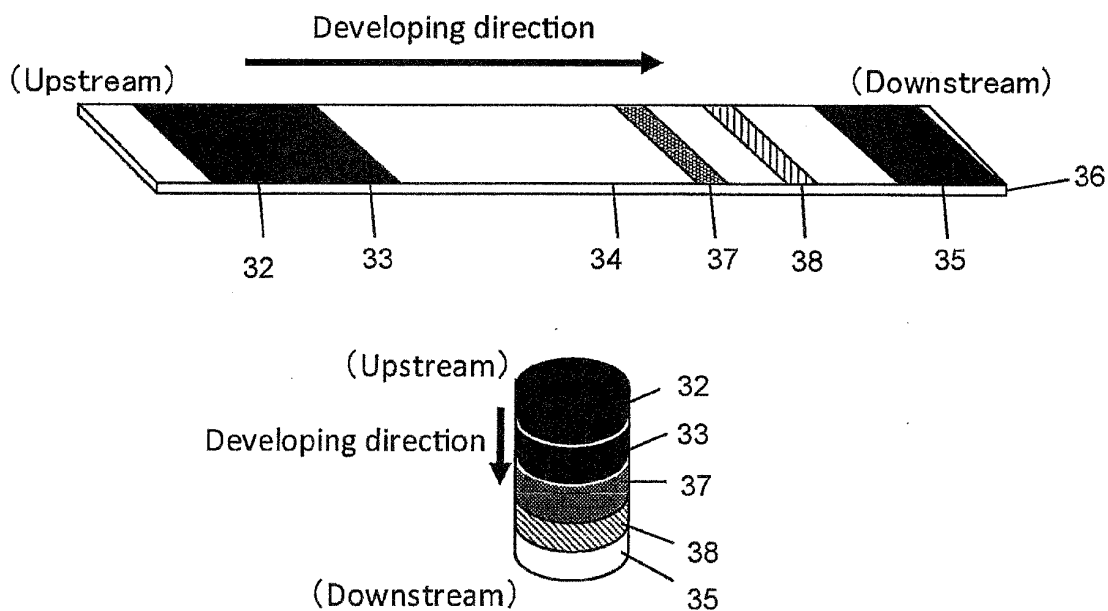 Developing direction
(Upstream)
(Downstream)
36
32
33
34
37
38
35
(Upstream)
32
Developing direction
33
37
38
35
(Downstream)